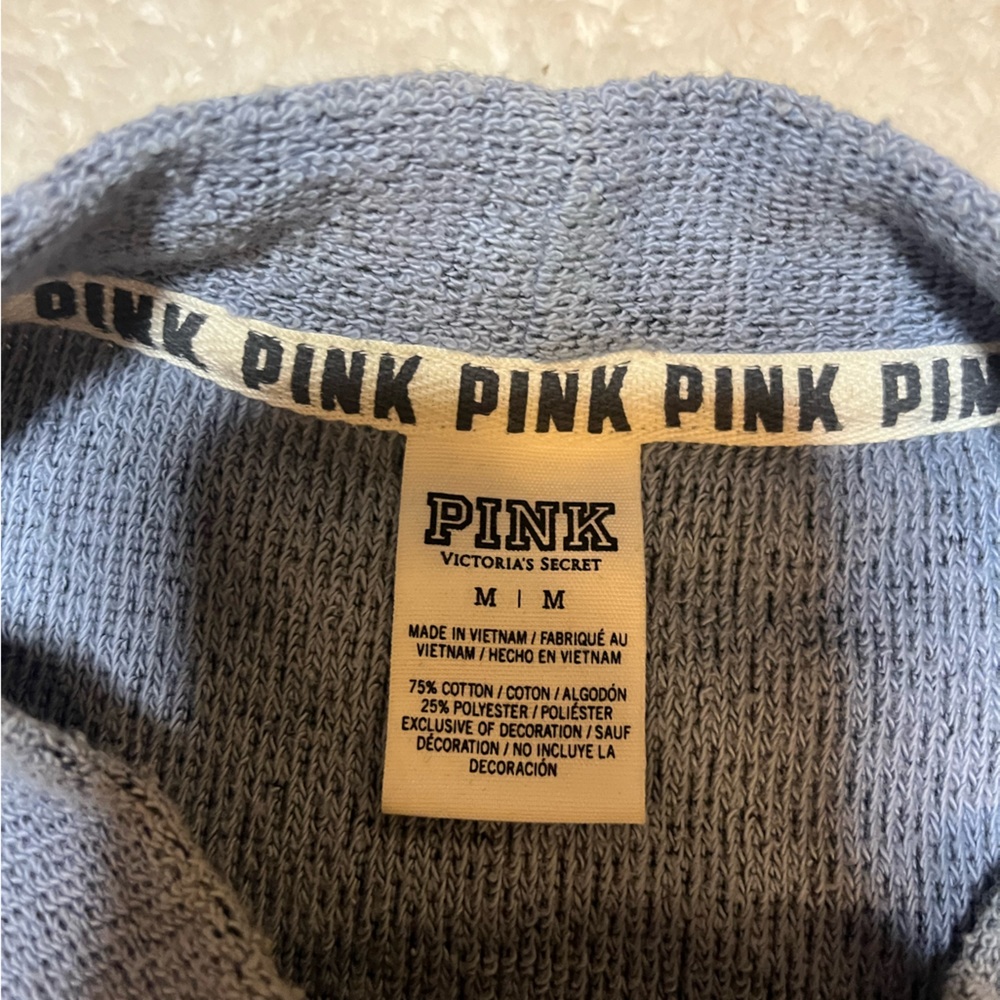 PINK PINK PINK PINK PIN
PINK
VICTORIA'S SECRET
M | M
MADE IN VIETNAM / FABRIQUÉ AU
VIETNAM / HECHO EN VIETNAM
75% COTTON / COTON / ALGODÓN
25% POLYESTER / POLIÉSTER
EXCLUSIVE OF DECORATION / SAUF
DÉCORATION / NO INCLUYE LA
DECORACIÓN